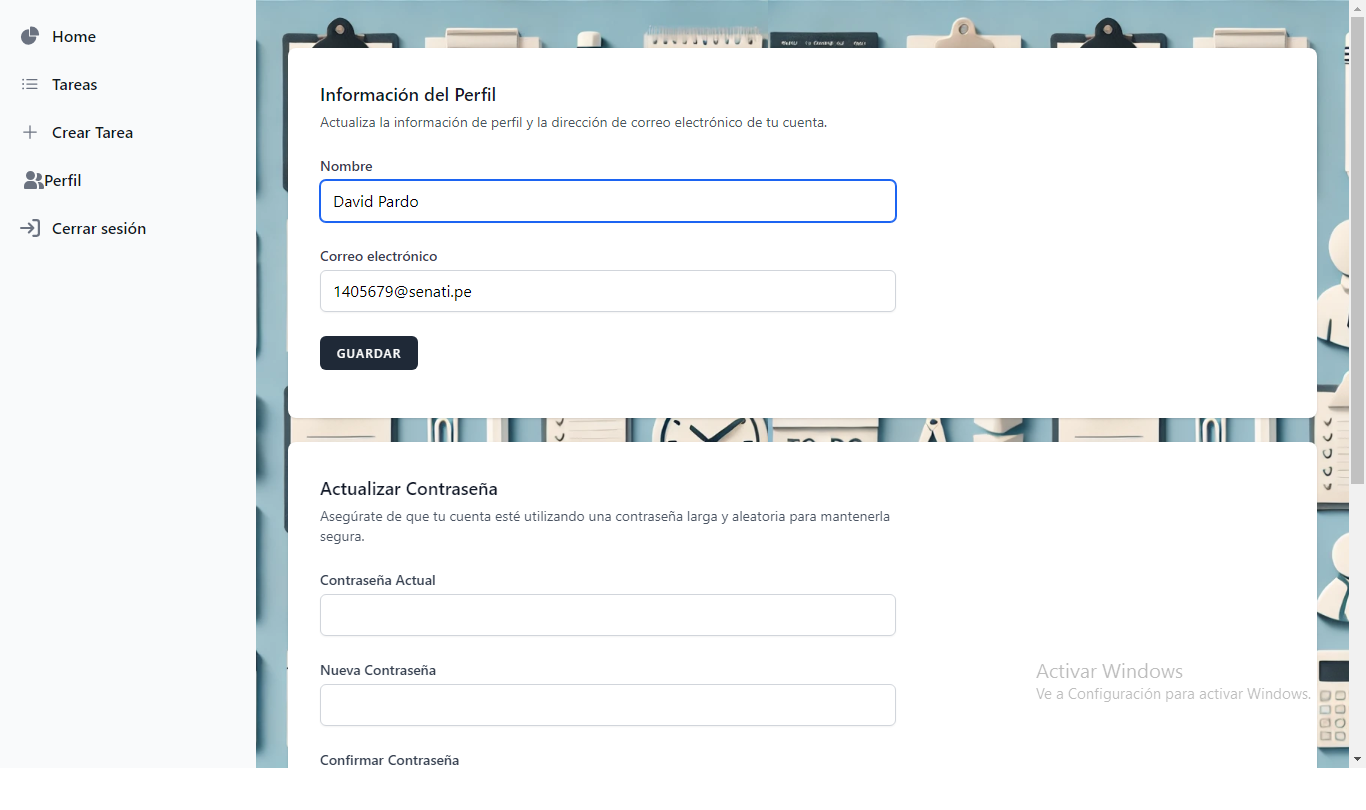 Home
Tareas
Crear Tarea
Perfil
Cerrar sesión
Información del Perfil
Actualiza la información de perfil y la dirección de correo electrónico de tu cuenta.
Nombre
David Pardo
Correo electrónico
1405679@senati.pe
GUARDAR
TO DO
Actualizar Contraseña
Asegúrate de que tu cuenta esté utilizando una contraseña larga y aleatoria para mantenerla
segura.
Contraseña Actual
Nueva Contraseña
Confirmar Contraseña
Activar Windows
Ve a Configuración para activar Windows.